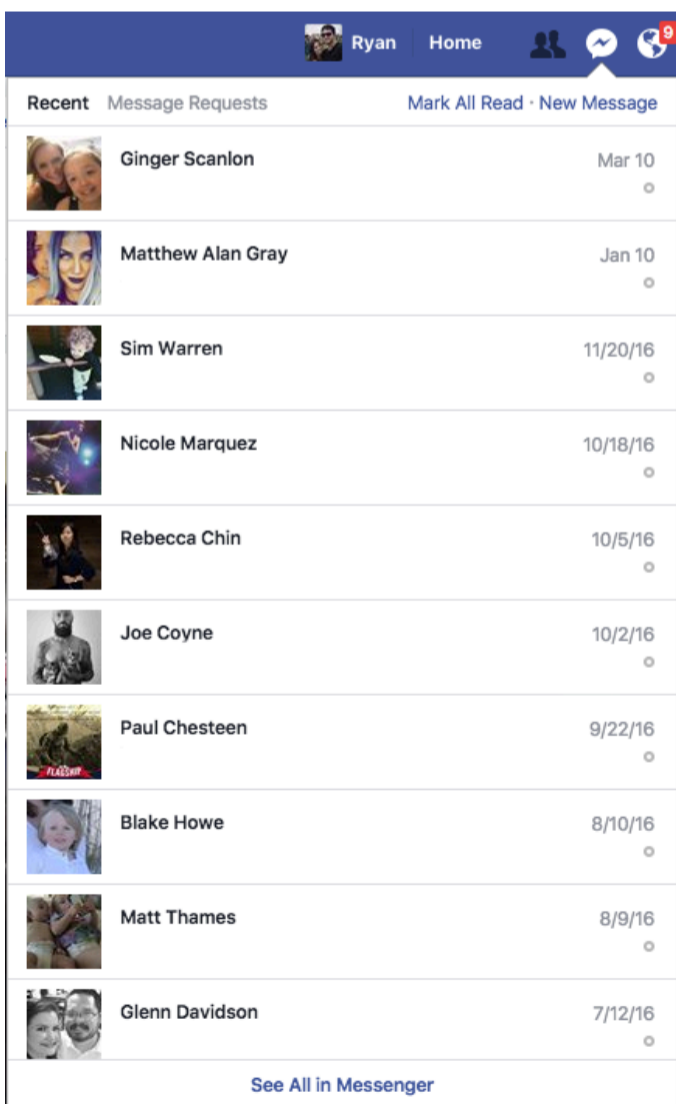 Ryan Home 9
Recent Message Requests Mark All Read · New Message
Ginger Scanlon Mar 10
Matthew Alan Gray Jan 10
Sim Warren 11/20/16
Nicole Marquez 10/18/16
Rebecca Chin 10/5/16
Joe Coyne 10/2/16
Paul Chesteen 9/22/16
FLAGSHIP
Blake Howe 8/10/16
Matt Thames 8/9/16
Glenn Davidson 7/12/16
See All in Messenger